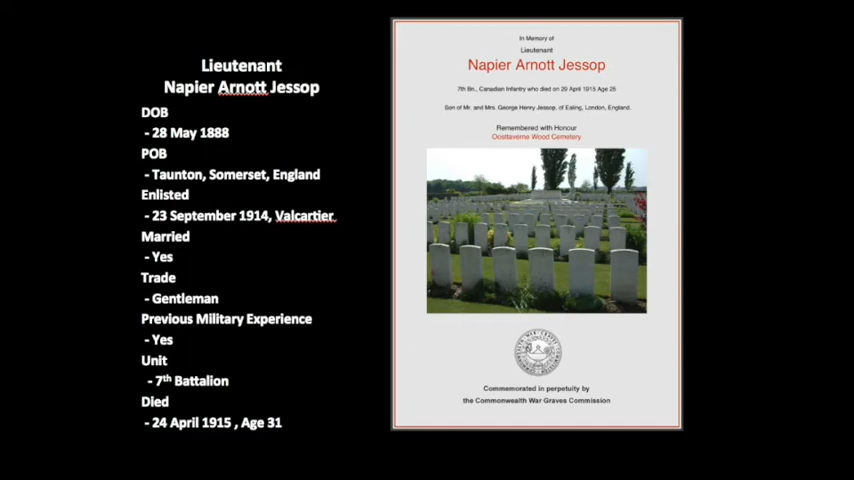 Lieutenant
Napier Arnott Jessop
DOB
- 28 May 1888
POB
- Taunton, Somerset, England
Enlisted
- 23 September 1914, Valcartier
Married
- Yes
Trade
- Gentleman
Previous Military Experience
- Yes
Unit
- 7th Battalion
Died
- 24 April 1915 , Age 31
In Memory of
Lieutenant
Napier Arnott Jessop
7th Bn., Canadian Infantry who died on 29 April 1915 Age 26
Son of Mr. and Mrs. George Henry Jessop, of Ealing, London, England.
Remembered with Honour
Oosttaverne Wood Cemetery
Commemorated in perpetuity by
the Commonwealth War Graves Commission